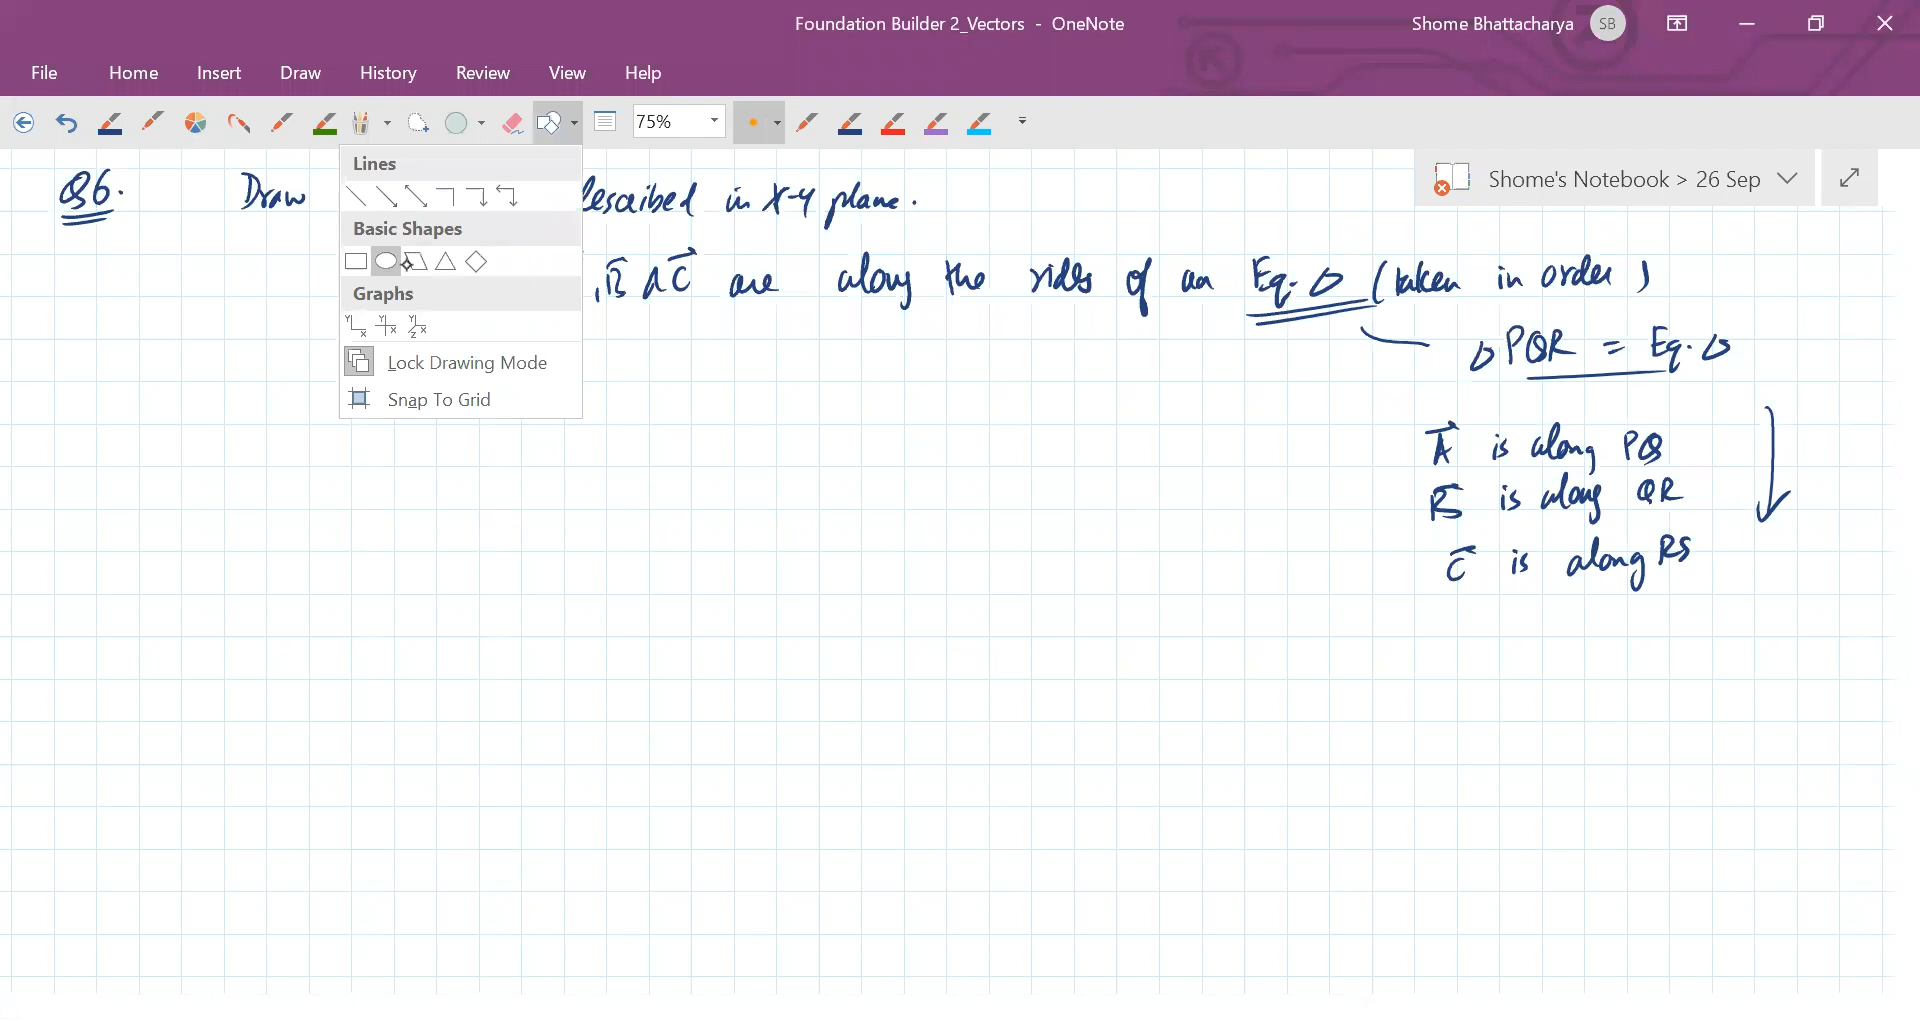 Foundation Builder 2_Vectors - OneNote
Shome Bhattacharya SB
File Home Insert Draw History Review View Help
75%
Lines
Basic Shapes
Graphs
Lock Drawing Mode
Snap To Grid
Shome's Notebook > 26 Sep
Q6. Draw described in X-Y plane.
, B & C are along the sides of an Eq. Δ (taken in order)
Δ PQR = Eq. Δ
A is along PQ
B is along QR
C is along RS